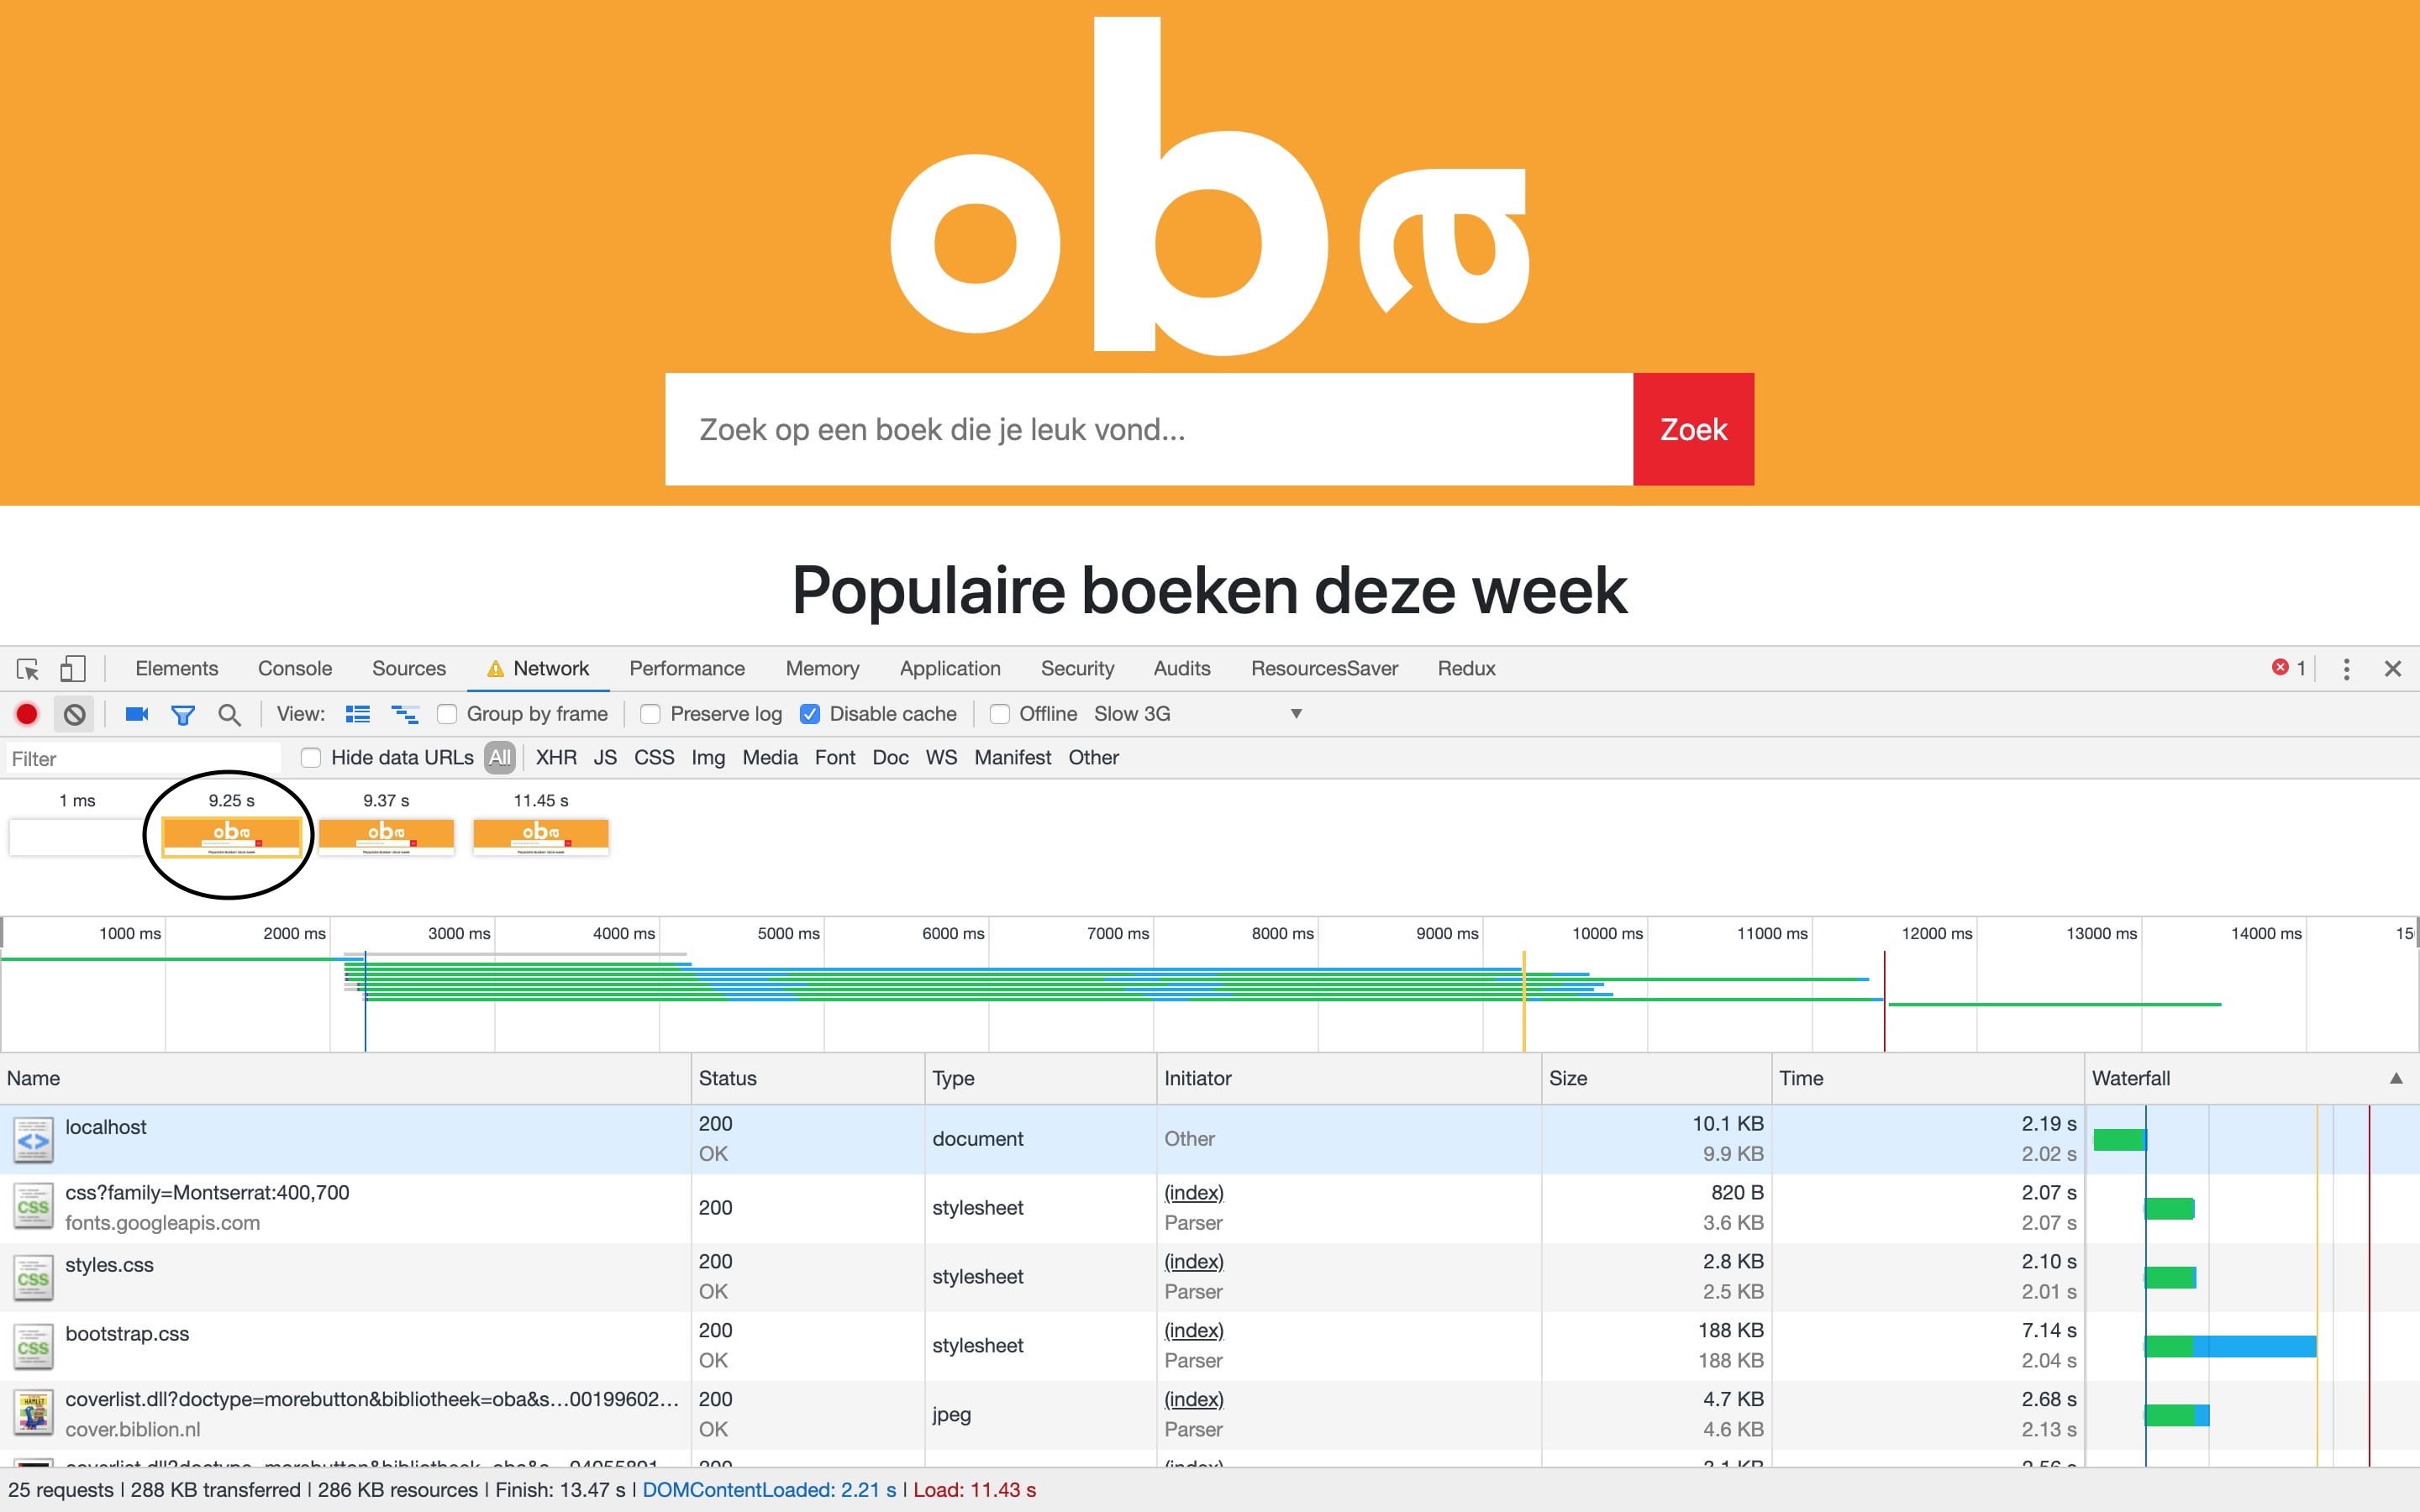 oba
Zoek op een boek die je leuk vond...
Zoek
Populaire boeken deze week
Elements Console Sources Network Performance Memory Application Security Audits ResourcesSaver Redux 1
View: Group by frame Preserve log Disable cache Offline Slow 3G
Filter Hide data URLs All XHR JS CSS Img Media Font Doc WS Manifest Other
1 ms 9.25 s 9.37 s 11.45 s
1000 ms 2000 ms 3000 ms 4000 ms 5000 ms 6000 ms 7000 ms 8000 ms 9000 ms 10000 ms 11000 ms 12000 ms 13000 ms 14000 ms 15
Name Status Type Initiator Size Time Waterfall
localhost 200 document Other 10.1 KB 2.19 s
OK 9.9 KB 2.02 s
css?family=Montserrat:400,700 200 stylesheet (index) 820 B 2.07 s
fonts.googleapis.com Parser 3.6 KB 2.07 s
styles.css 200 stylesheet (index) 2.8 KB 2.10 s
OK Parser 2.5 KB 2.01 s
bootstrap.css 200 stylesheet (index) 188 KB 7.14 s
OK Parser 188 KB 2.04 s
coverlist.dll?doctype=morebutton&bibliotheek=oba&s...00199602... 200 jpeg (index) 4.7 KB 2.68 s
cover.biblion.nl OK Parser 4.6 KB 2.13 s
25 requests | 288 KB transferred | 286 KB resources | Finish: 13.47 s | DOMContentLoaded: 2.21 s | Load: 11.43 s